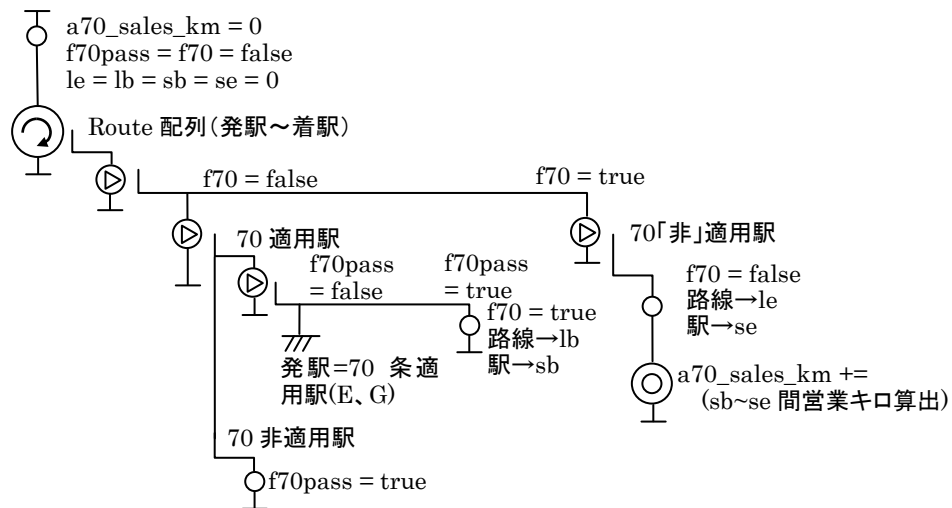 a70_sales_km = 0
f70pass = f70 = false
le = lb = sb = se = 0
Route 配列(発駅～着駅)
f70 = false
f70 = true
70 適用駅
70「非」適用駅
f70pass
= false
f70pass
= true
f70 = true
路線→lb
駅→sb
f70 = false
路線→le
駅→se
発駅=70 条適
用駅(E、G)
a70_sales_km +=
(sb~se 間営業キロ算出)
70 非適用駅
f70pass = true